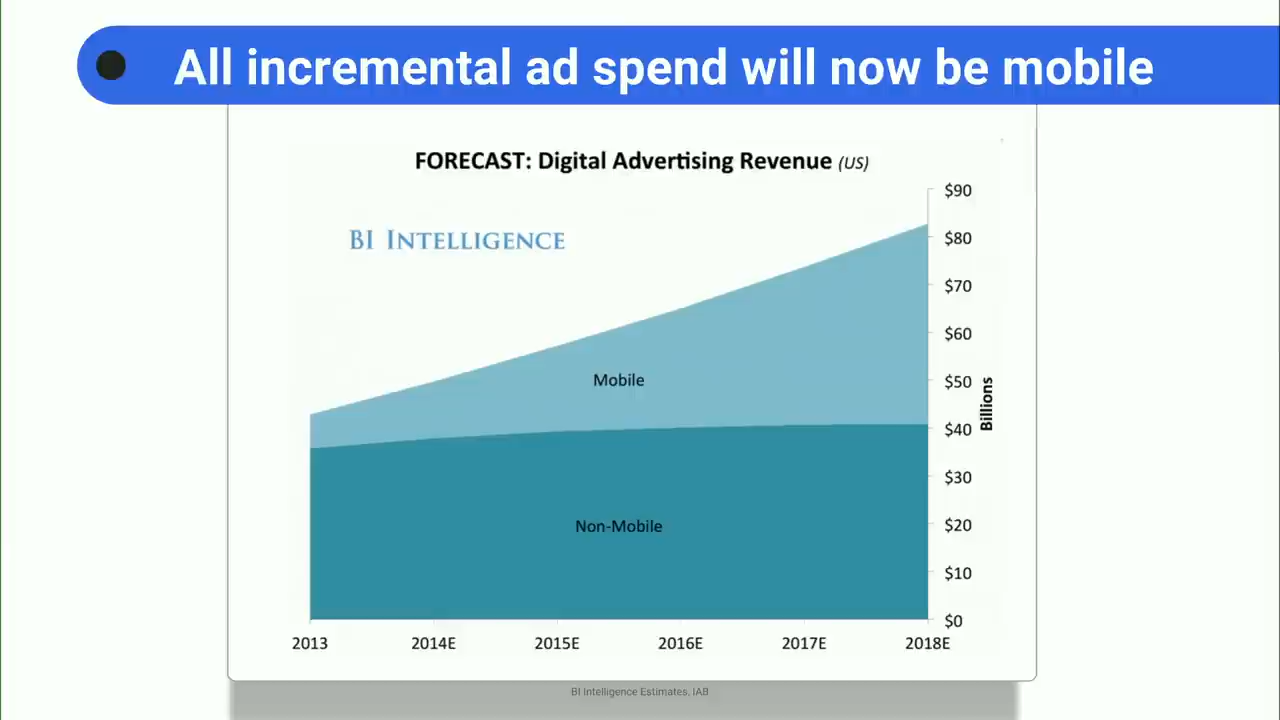 All incremental ad spend will now be mobile
FORECAST: Digital Advertising Revenue (US)
BI INTELLIGENCE
$90
$80
$70
$60
$50
$40
$30
$20
$10
$0
Billions
Mobile
Non-Mobile
2013 2014E 2015E 2016E 2017E 2018E
BI Intelligence Estimates, IAB